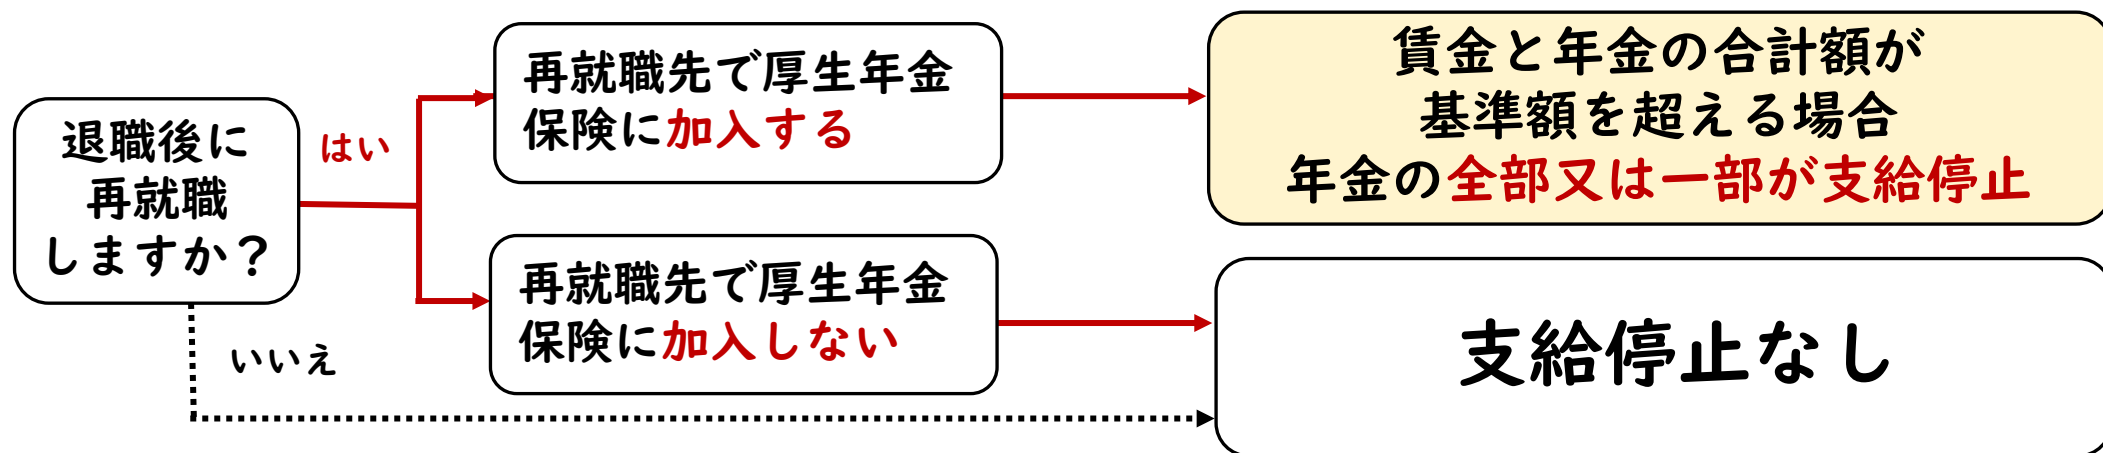 退職後に
再就職
しますか？
はい
いいえ
再就職先で厚生年金
保険に加入する
再就職先で厚生年金
保険に加入しない
賃金と年金の合計額が
基準額を超える場合
年金の全部又は一部が支給停止
支給停止なし